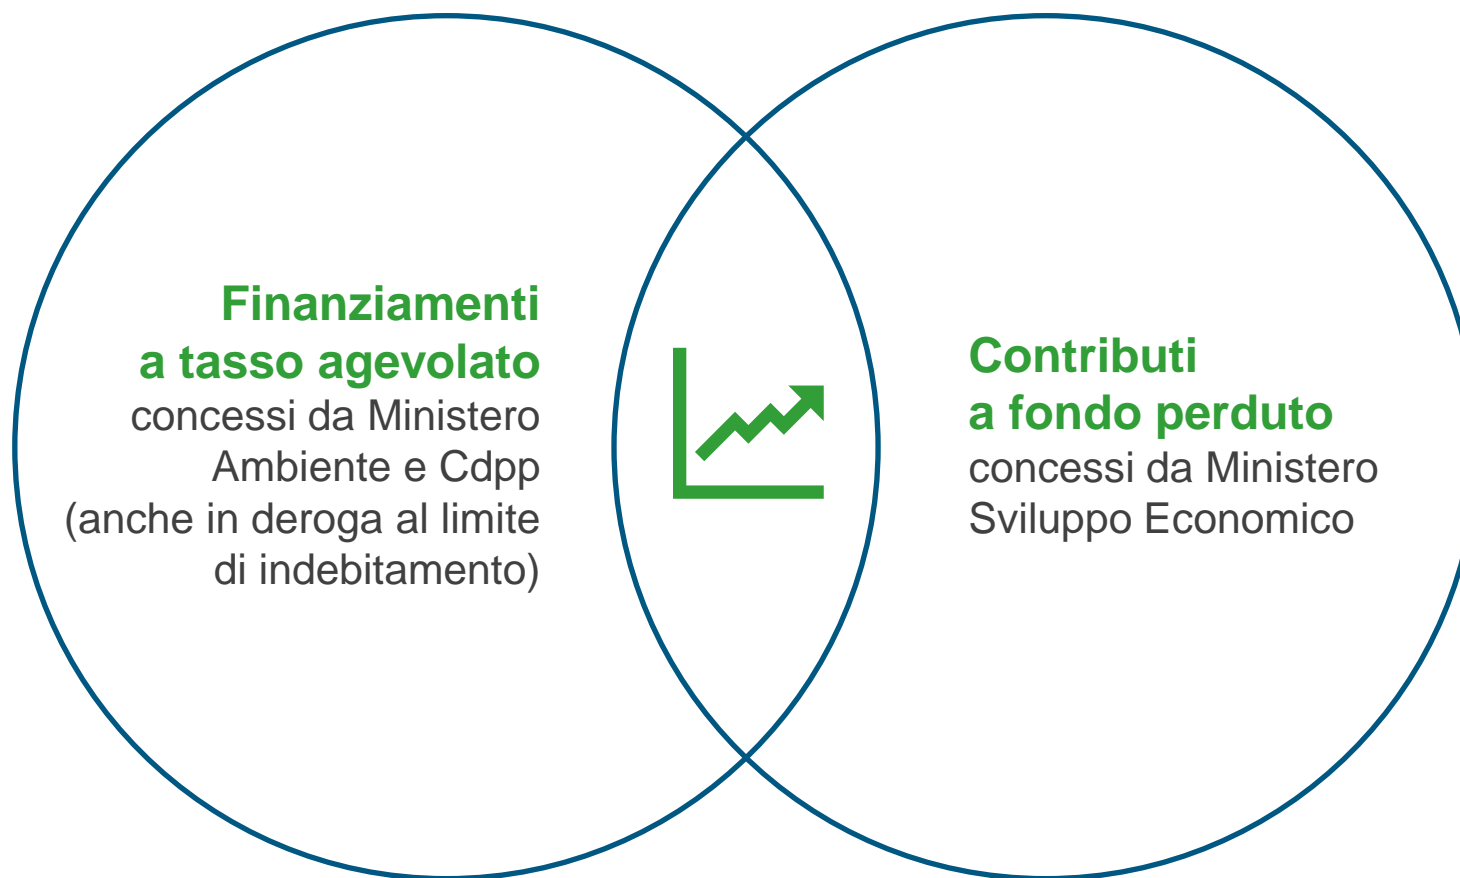 Finanziamenti
a tasso agevolato
concessi da Ministero
Ambiente e Cdpp
(anche in deroga al limite
di indebitamento)
Contributi
a fondo perduto
concessi da Ministero
Sviluppo Economico